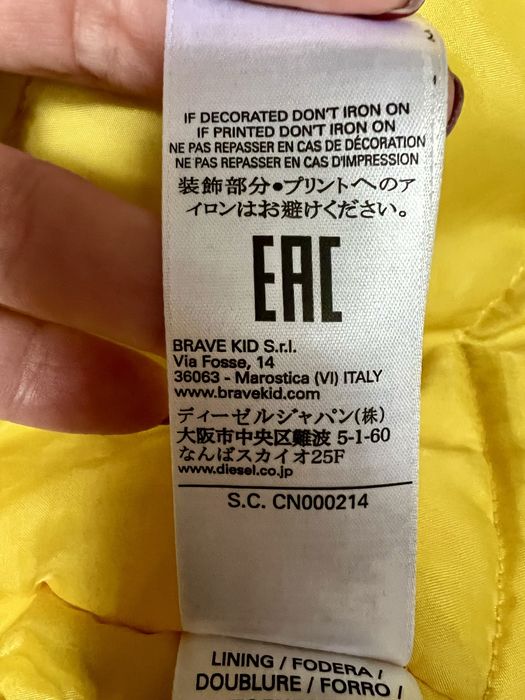 IF DECORATED DON'T IRON ON
IF PRINTED DON'T IRON ON
NE PAS REPASSER EN CAS DE DÉCORATION
NE PAS REPASSER EN CAS D'IMPRESSION
装飾部分●プリントへのア
イロンはお避けください。
EAC
BRAVE KID S.r.l.
Via Fosse, 14
36063 - Marostica (VI) ITALY
www.bravekid.com
ディーゼルジャパン(株)
大阪市中央区難波 5-1-60
なんばスカイオ25F
www.diesel.co.jp
S.C. CN000214
LINING / FODERA /
DOUBLURE / FORRO /